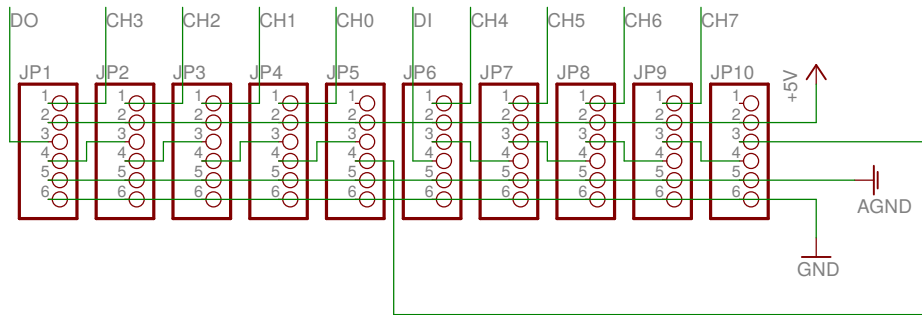 DO CH3 CH2 CH1 CH0 DI CH4 CH5 CH6 CH7
JP1 JP2 JP3 JP4 JP5 JP6 JP7 JP8 JP9 JP10
+5V
1 1 1 1 1 1 1 1 1 1
2 2 2 2 2 2 2 2 2 2
3 3 3 3 3 3 3 3 3 3
4 4 4 4 4 4 4 4 4 4
5 5 5 5 5 5 5 5 5 5
6 6 6 6 6 6 6 6 6 6
AGND
GND